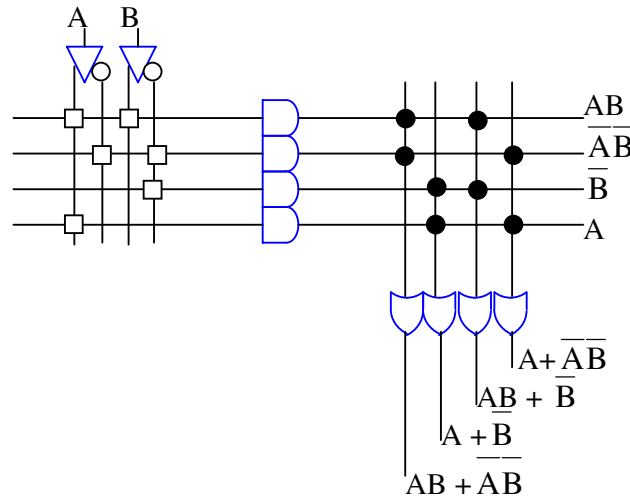 A B
AB
A̅B̅
B̅
A
A + A̅B̅
AB + B̅
A + B̅
AB + A̅B̅